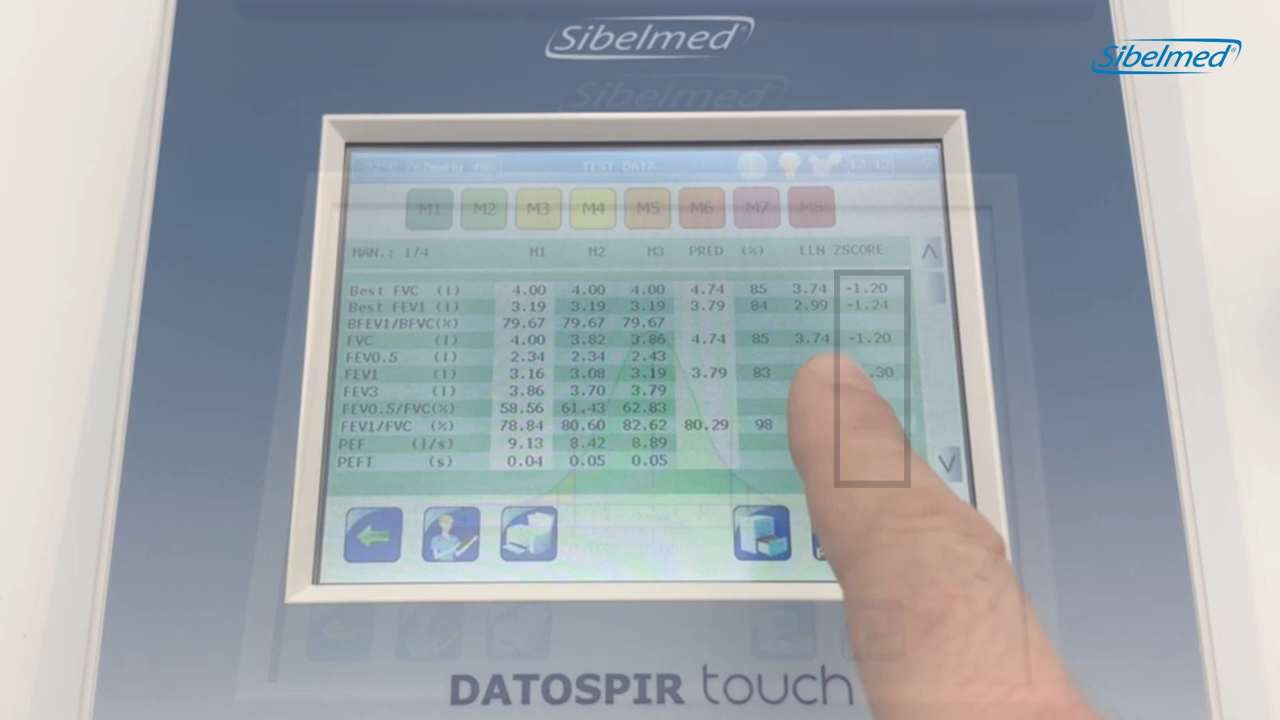 Sibelmed
Sibelmed
Sibelmed
TEST DATA
M1 M2 M3 M4 M5 M6 M7 M8
MAN.: 1/4 M1 M2 M3 PRED (%) LLN ZSCORE
Best FVC (l) 4.00 4.00 4.00 4.74 85 3.74 -1.20
Best FEV1 (l) 3.19 3.19 3.19 3.79 84 2.99 -1.24
BFEV1/BFVC(%) 79.67 79.67 79.67
FVC (l) 4.00 3.82 3.86 4.74 85 3.74 -1.20
FEV0.5 (l) 2.34 2.34 2.43
FEV1 (l) 3.16 3.08 3.19 3.79 83 .30
FEV3 (l) 3.86 3.70 3.79
FEV0.5/FVC(%) 58.56 61.43 62.83
FEV1/FVC (%) 78.84 80.60 82.62 80.29 98
PEF (l/s) 9.13 8.42 8.89
PEFT (s) 0.04 0.05 0.05
DATOSPIR touch